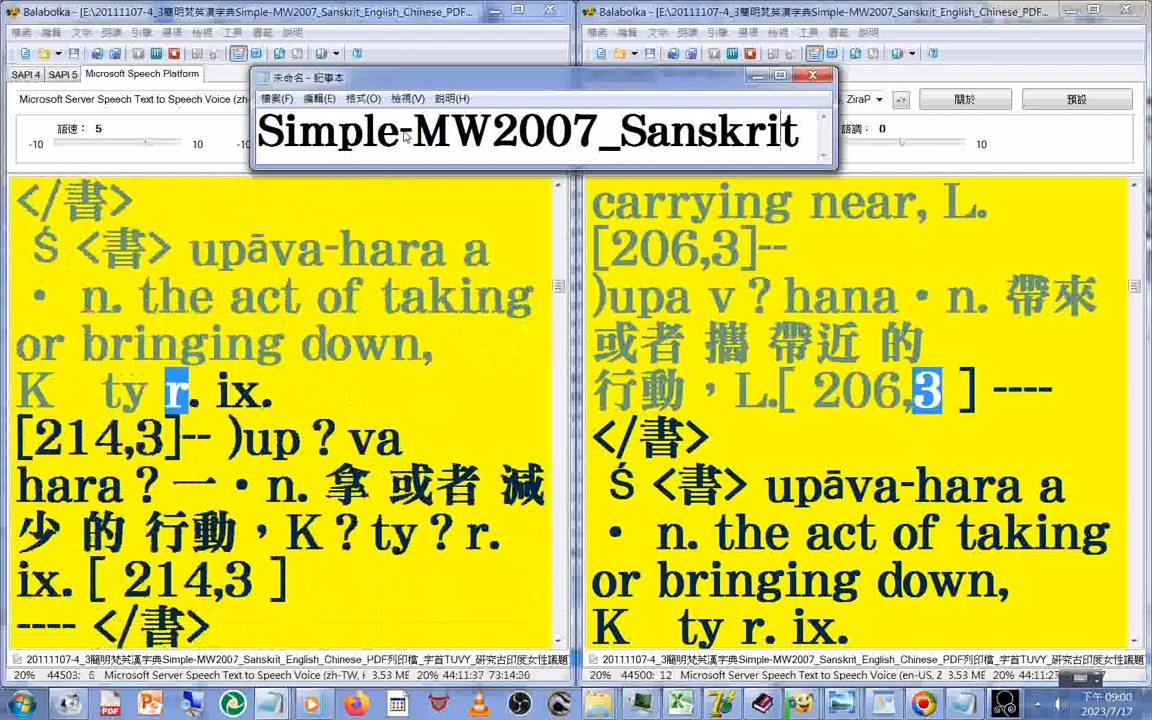 Balabolka - [E:\20111107-4_3簡明梵英漢字典Simple-MW2007_Sanskrit_English_Chinese_PDF...
Balabolka - [E:\20111107-4_3簡明梵英漢字典Simple-MW2007_Sanskrit_English_Chinese_PDF...
SAPI 4 SAPI 5 Microsoft Speech Platform
未命名 - 記事本
檔案(F) 編輯(E) 格式(O) 檢視(V) 說明(H)
Simple-MW2007_Sanskrit
Microsoft Server Speech Text to Speech Voice (zh-
ZiraP
關於
預設
語速： 5
-10
10
-10
語調： 0
10
</書>
Ś <書> upāva-hara a
· n. the act of taking
or bringing down,
K ty r. ix.
[214,3]-- )up？va
hara？一·n. 拿 或者 減
少 的 行動，K？ty？r.
ix. [ 214,3 ]
---- </書>
carrying near, L.
[206,3]--
)upa v？hana·n. 帶來
或者 攜 帶近 的
行動，L.[ 206,3 ] ----
</書>
Ś <書> upāva-hara a
· n. the act of taking
or bringing down,
K ty r. ix.
20111107-4_3簡明梵英漢字典Simple-MW2007_Sanskrit_English_Chinese_PDF列印檔_字首TUVY_研究古印度女性議題
20111107-4_3簡明梵英漢字典Simple-MW2007_Sanskrit_English_Chinese_PDF列印檔_字首TUVY_研究古印度女性議題
20% 44503: 6 Microsoft Server Speech Text to Speech Voice (zh-TW, 3.53 MB 44:11:37/73:14:30
20% 44500: 12 Microsoft Server Speech Text to Speech Voice (en-US, Z 3.53 MB
下午 09:00
2023/7/17